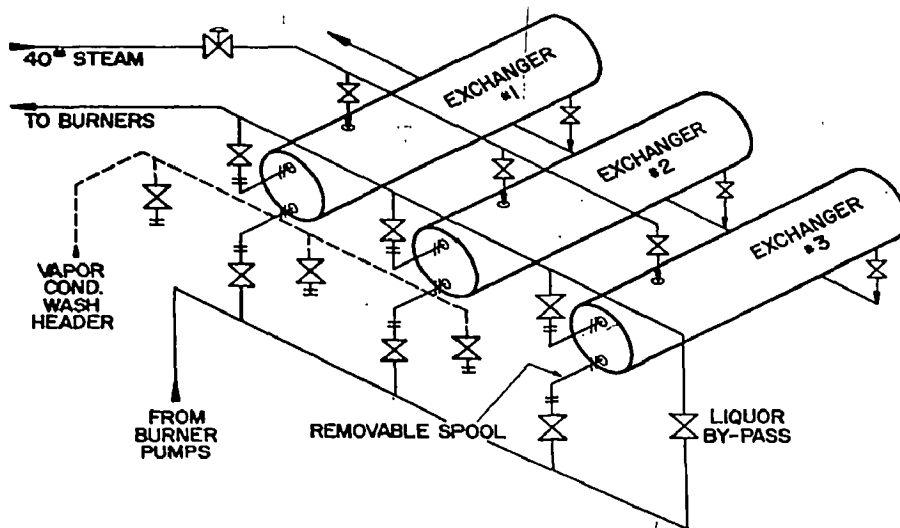 40# STEAM
TO BURNERS
EXCHANGER
#1
EXCHANGER
#2
EXCHANGER
#3
VAPOR
COND.
WASH
HEADER
FROM
BURNER
PUMPS
REMOVABLE SPOOL
LIQUOR
BY-PASS